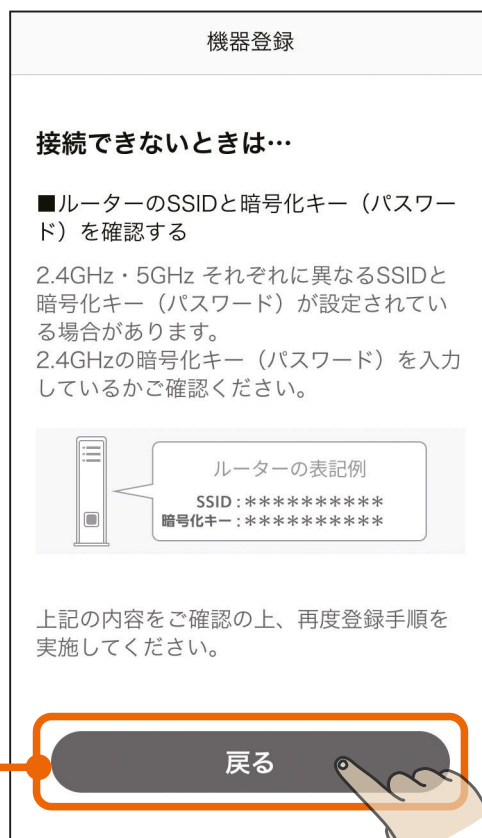 機器登録
接続できないときは…
■ルーターのSSIDと暗号化キー（パスワー
ド）を確認する
2.4GHz・5GHz それぞれに異なるSSIDと
暗号化キー（パスワード）が設定されてい
る場合があります。
2.4GHzの暗号化キー（パスワード）を入力
しているかご確認ください。
ルーターの表記例
SSID：**********
暗号化キー：**********
上記の内容をご確認の上、再度登録手順を
実施してください。
戻る